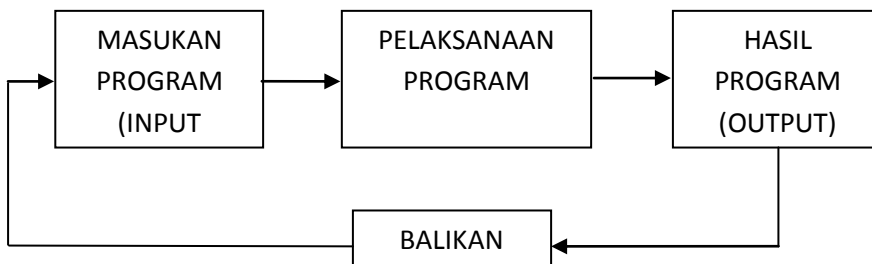 MASUKAN
PROGRAM
(INPUT
PELAKSANAAN
PROGRAM
HASIL
PROGRAM
(OUTPUT)
BALIKAN